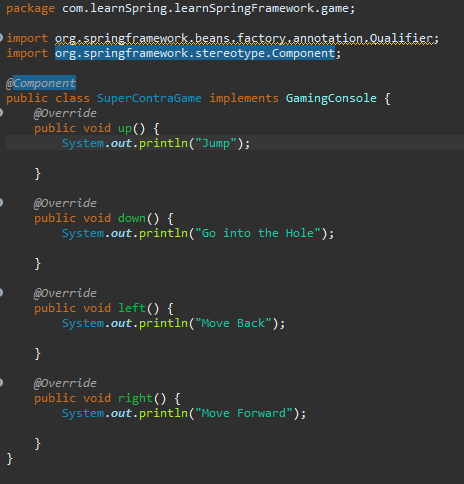 package com.learnSpring.learnSpringFramework.game;
import org.springframework.beans.factory.annotation.Qualifier;
import org.springframework.stereotype.Component;
@Component
public class SuperContraGame implements GamingConsole {
@Override
public void up() {
System.out.println("Jump");
}
@Override
public void down() {
System.out.println("Go into the Hole");
}
@Override
public void left() {
System.out.println("Move Back");
}
@Override
public void right() {
System.out.println("Move Forward");
}
}